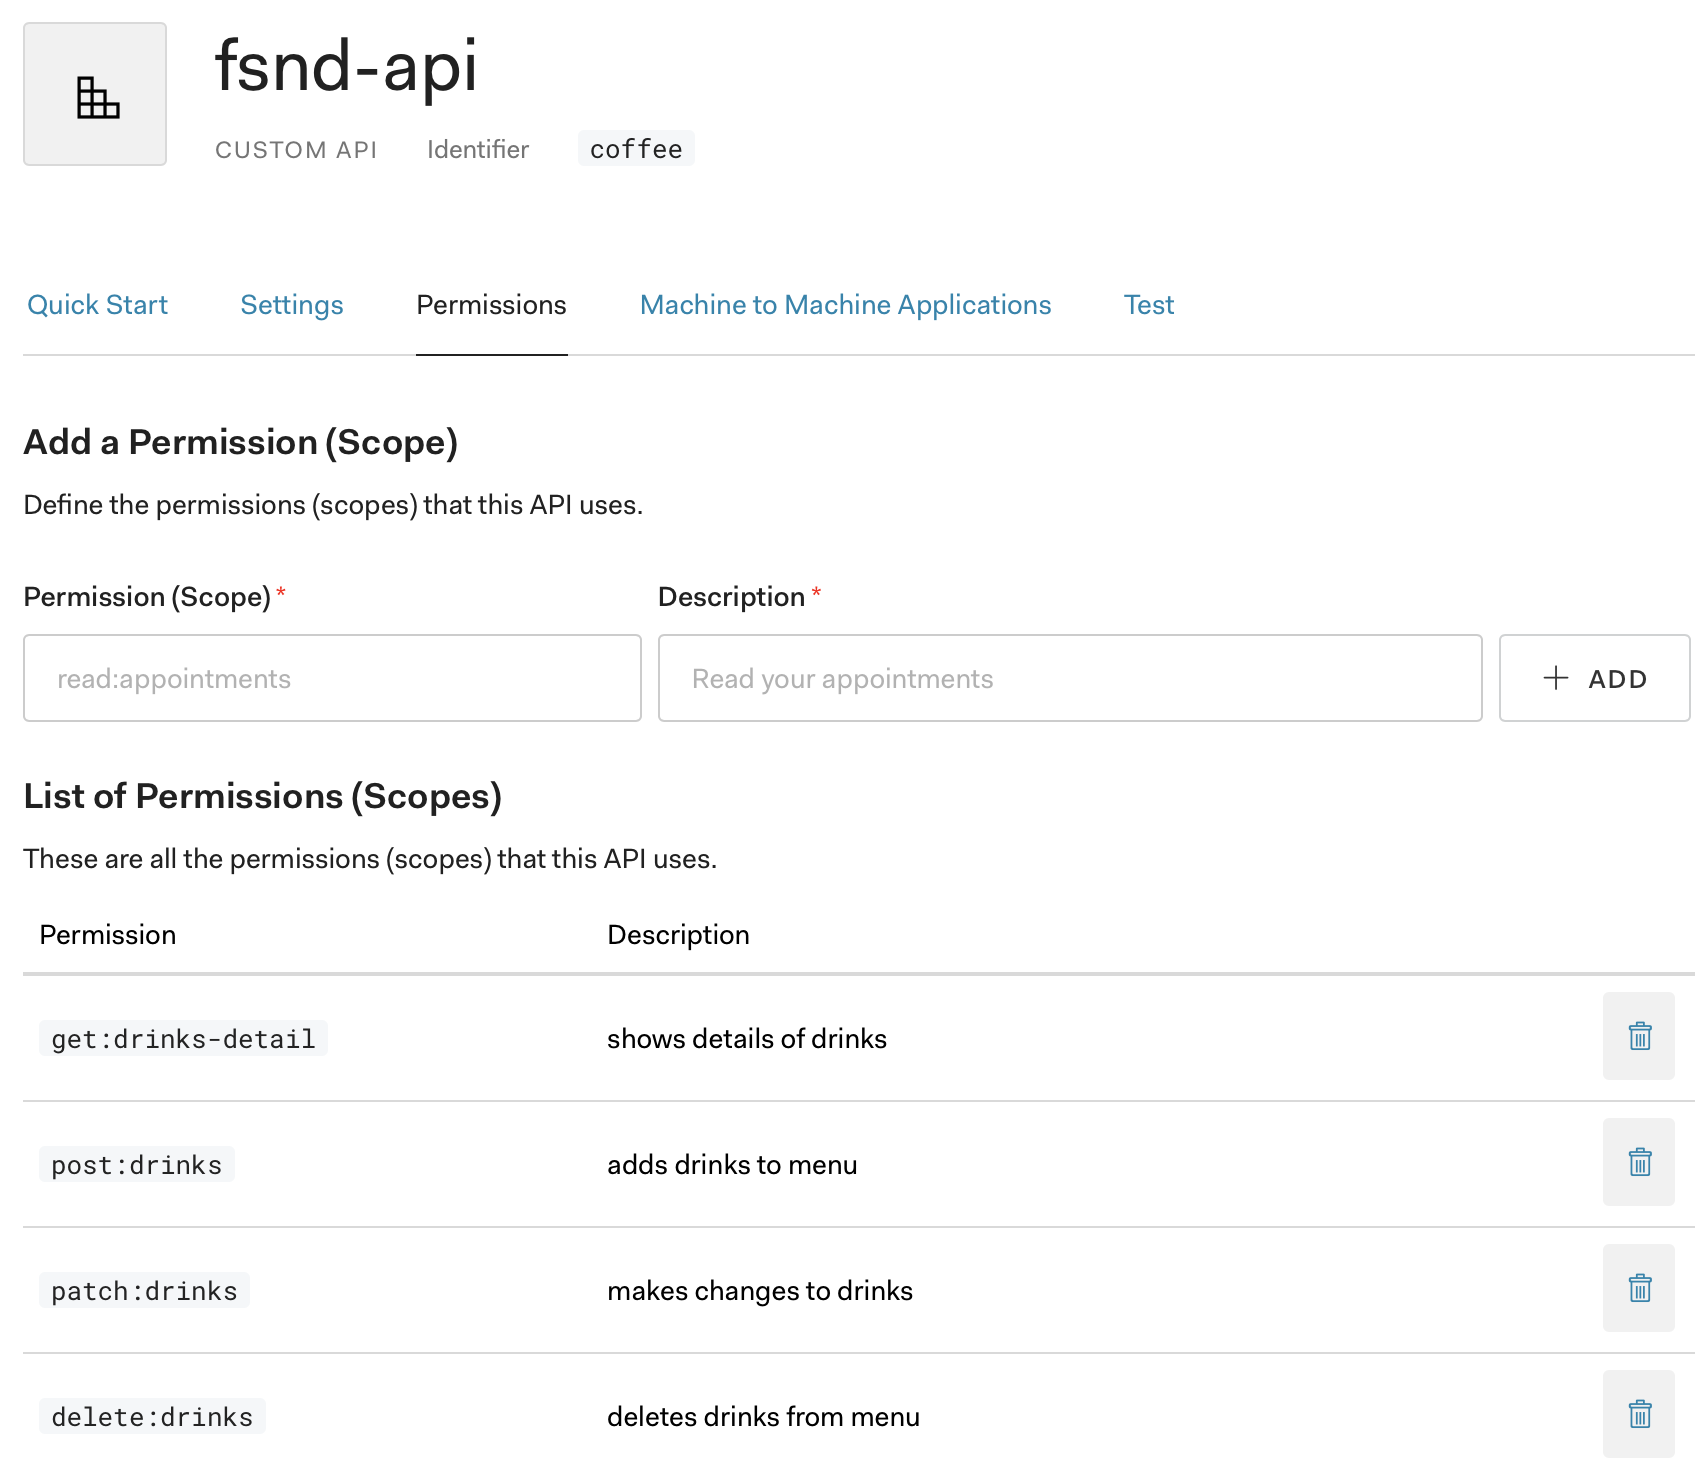 fsnd-api
CUSTOM API Identifier coffee
Quick Start Settings Permissions Machine to Machine Applications Test
Add a Permission (Scope)
Define the permissions (scopes) that this API uses.
Permission (Scope) * Description *
read:appointments Read your appointments + ADD
List of Permissions (Scopes)
These are all the permissions (scopes) that this API uses.
Permission Description
get:drinks-detail shows details of drinks
post:drinks adds drinks to menu
patch:drinks makes changes to drinks
delete:drinks deletes drinks from menu